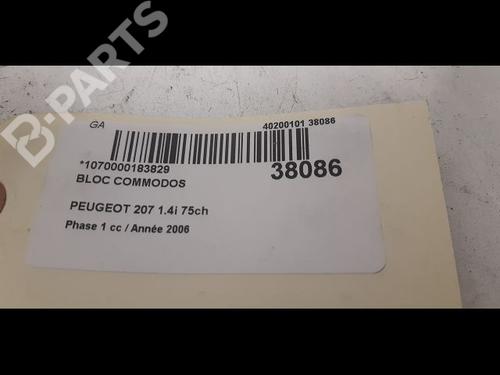 B-PARTS
GA
40200101 38086
*1070000183829
38086
BLOC COMMODOS
PEUGEOT 207 1.4i 75ch
Phase 1 cc / Année 2006